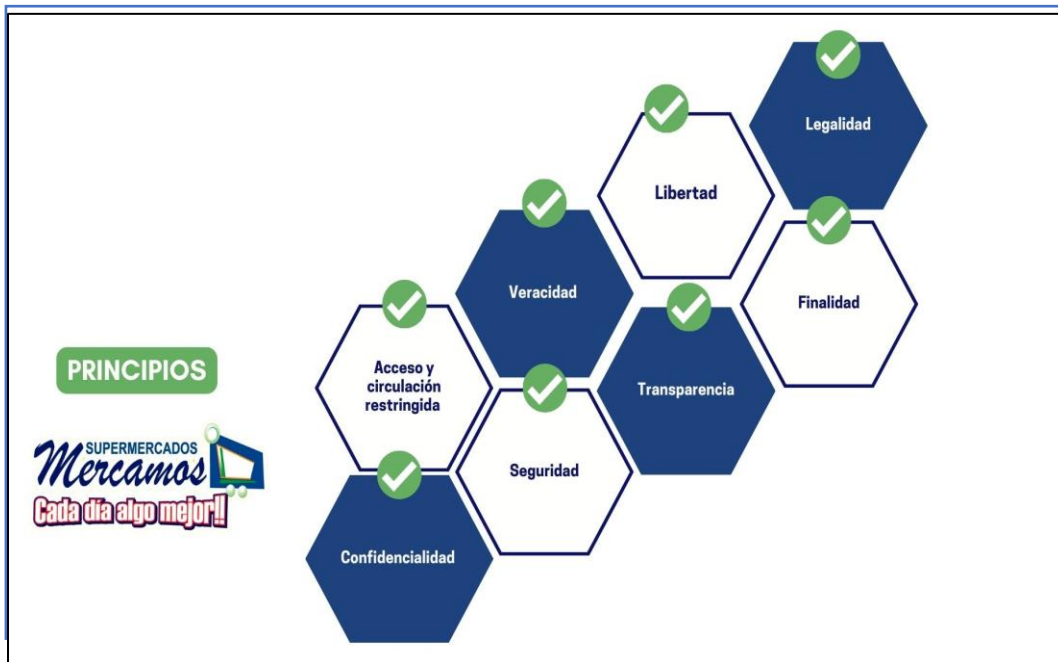 Legalidad
Libertad
Veracidad
Finalidad
Acceso y
circulación
restringida
Transparencia
PRINCIPIOS
SUPERMERCADOS
Mercamos
Cada día algo mejor!!
Seguridad
Confidencialidad